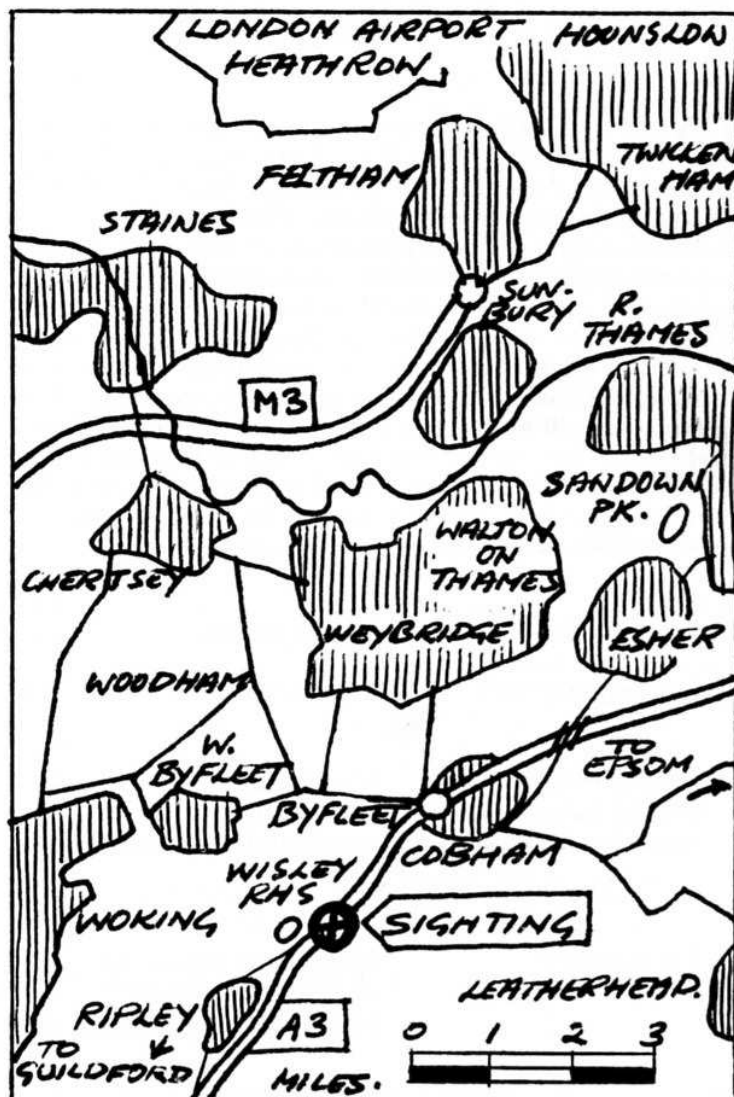 LONDON AIRPORT
HEATHROW
HOUNSLOW
TWICKEN
HAM
FELTHAM
STAINES
SUN-
BURY
R.
THAMES
M3
SANDOWN
PK.
WALTON
ON
THAMES
CHERTSEY
WEYBRIDGE
ESHER
WOODHAM
W.
BYFLEET
TO
EPSOM
BYFLEET
COBHAM
WISLEY
RHS
WOKING
SIGHTING
LEATHERHEAD.
RIPLEY
A3
TO
GUILDFORD
0 1 2 3
MILES.